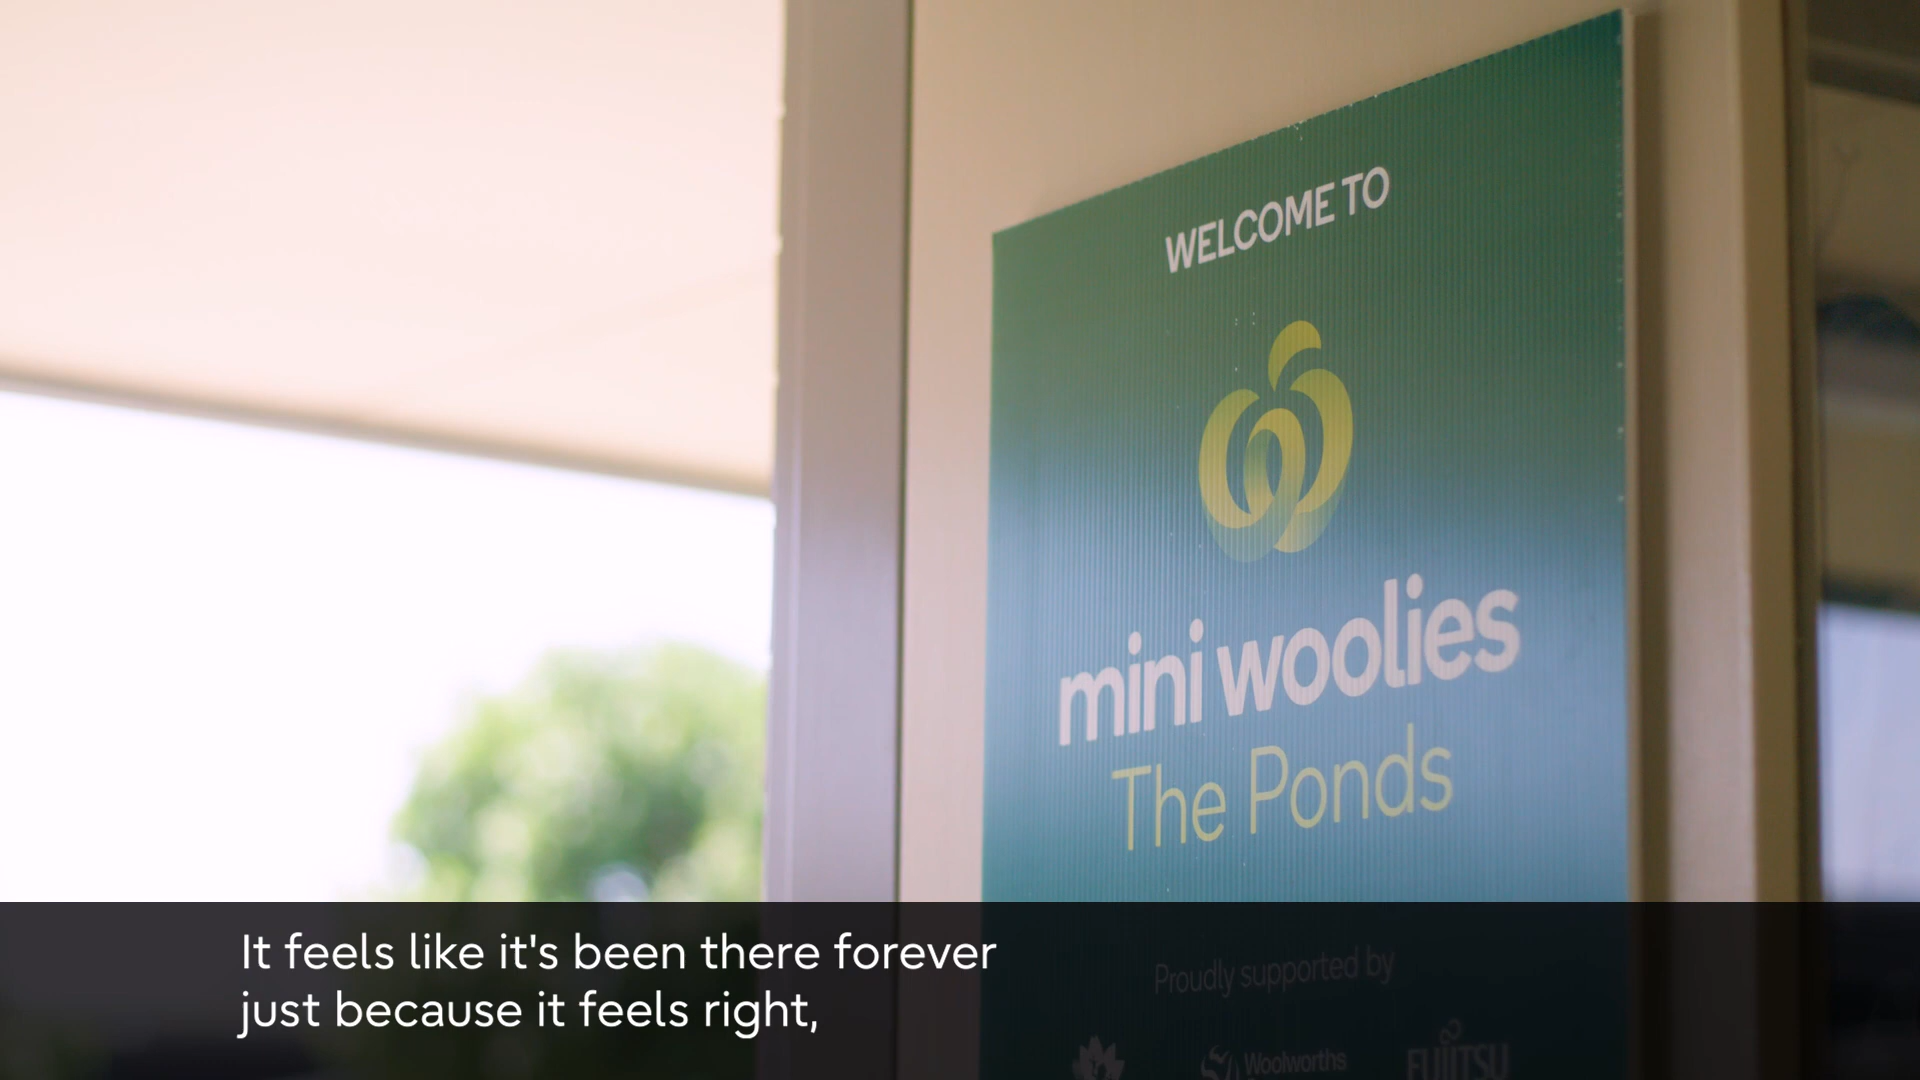 WELCOME TO
mini woolies
The Ponds
Proudly supported by
Woolworths
FUJITSU
It feels like it's been there forever
just because it feels right,